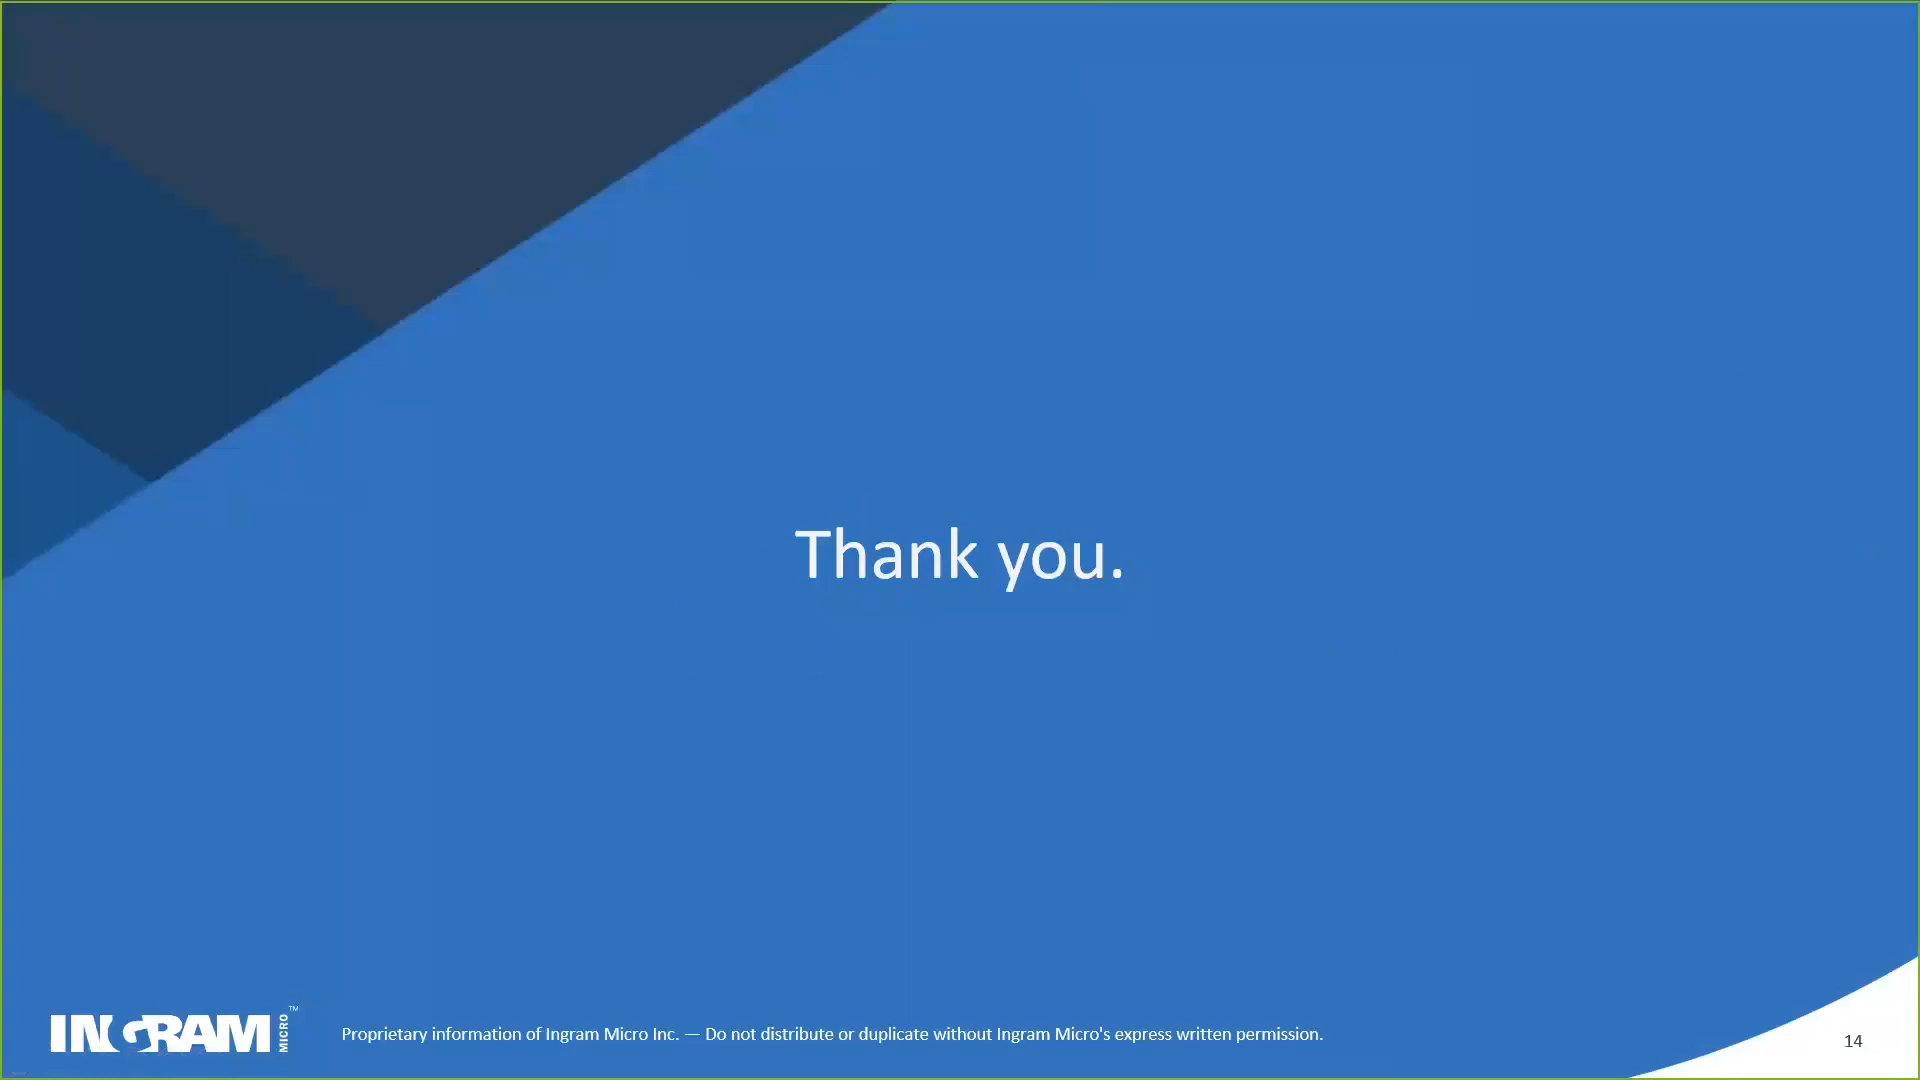 Thank you.
INGRAM MICRO ™
Proprietary information of Ingram Micro Inc. — Do not distribute or duplicate without Ingram Micro's express written permission.
14